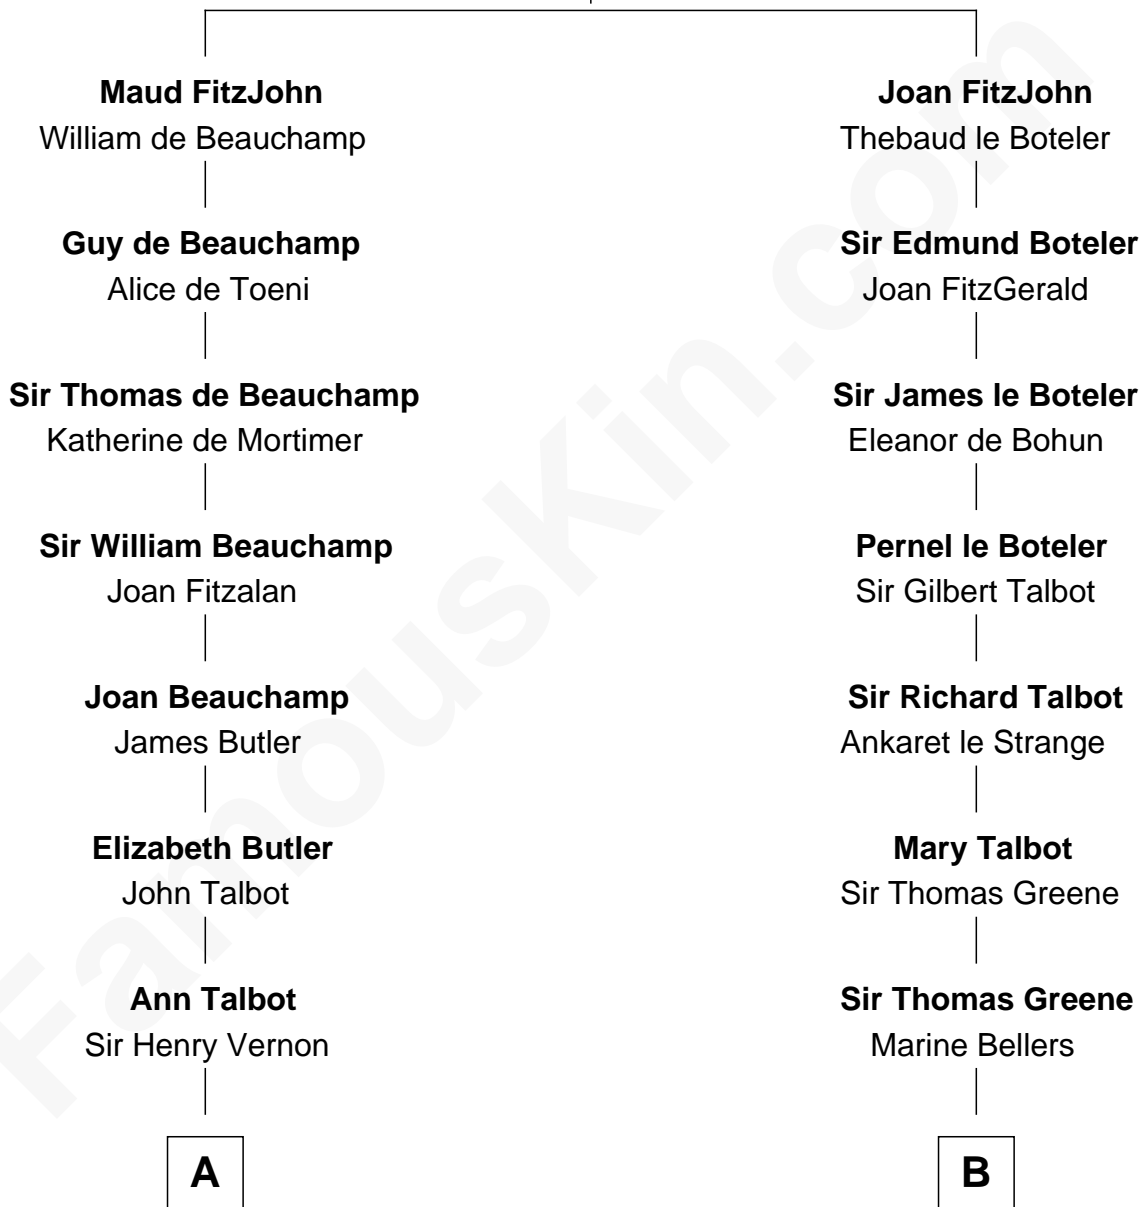 Maud FitzJohn
William de Beauchamp
Guy de Beauchamp
Alice de Toeni
Sir Thomas de Beauchamp
Katherine de Mortimer
Sir William Beauchamp
Joan Fitzalan
Joan Beauchamp
James Butler
Elizabeth Butler
John Talbot
Ann Talbot
Sir Henry Vernon
A
Joan FitzJohn
Thebaud le Boteler
Sir Edmund Boteler
Joan FitzGerald
Sir James le Boteler
Eleanor de Bohun
Pernel le Boteler
Sir Gilbert Talbot
Sir Richard Talbot
Ankaret le Strange
Mary Talbot
Sir Thomas Greene
Sir Thomas Greene
Marine Bellers
B
FamousKin.com